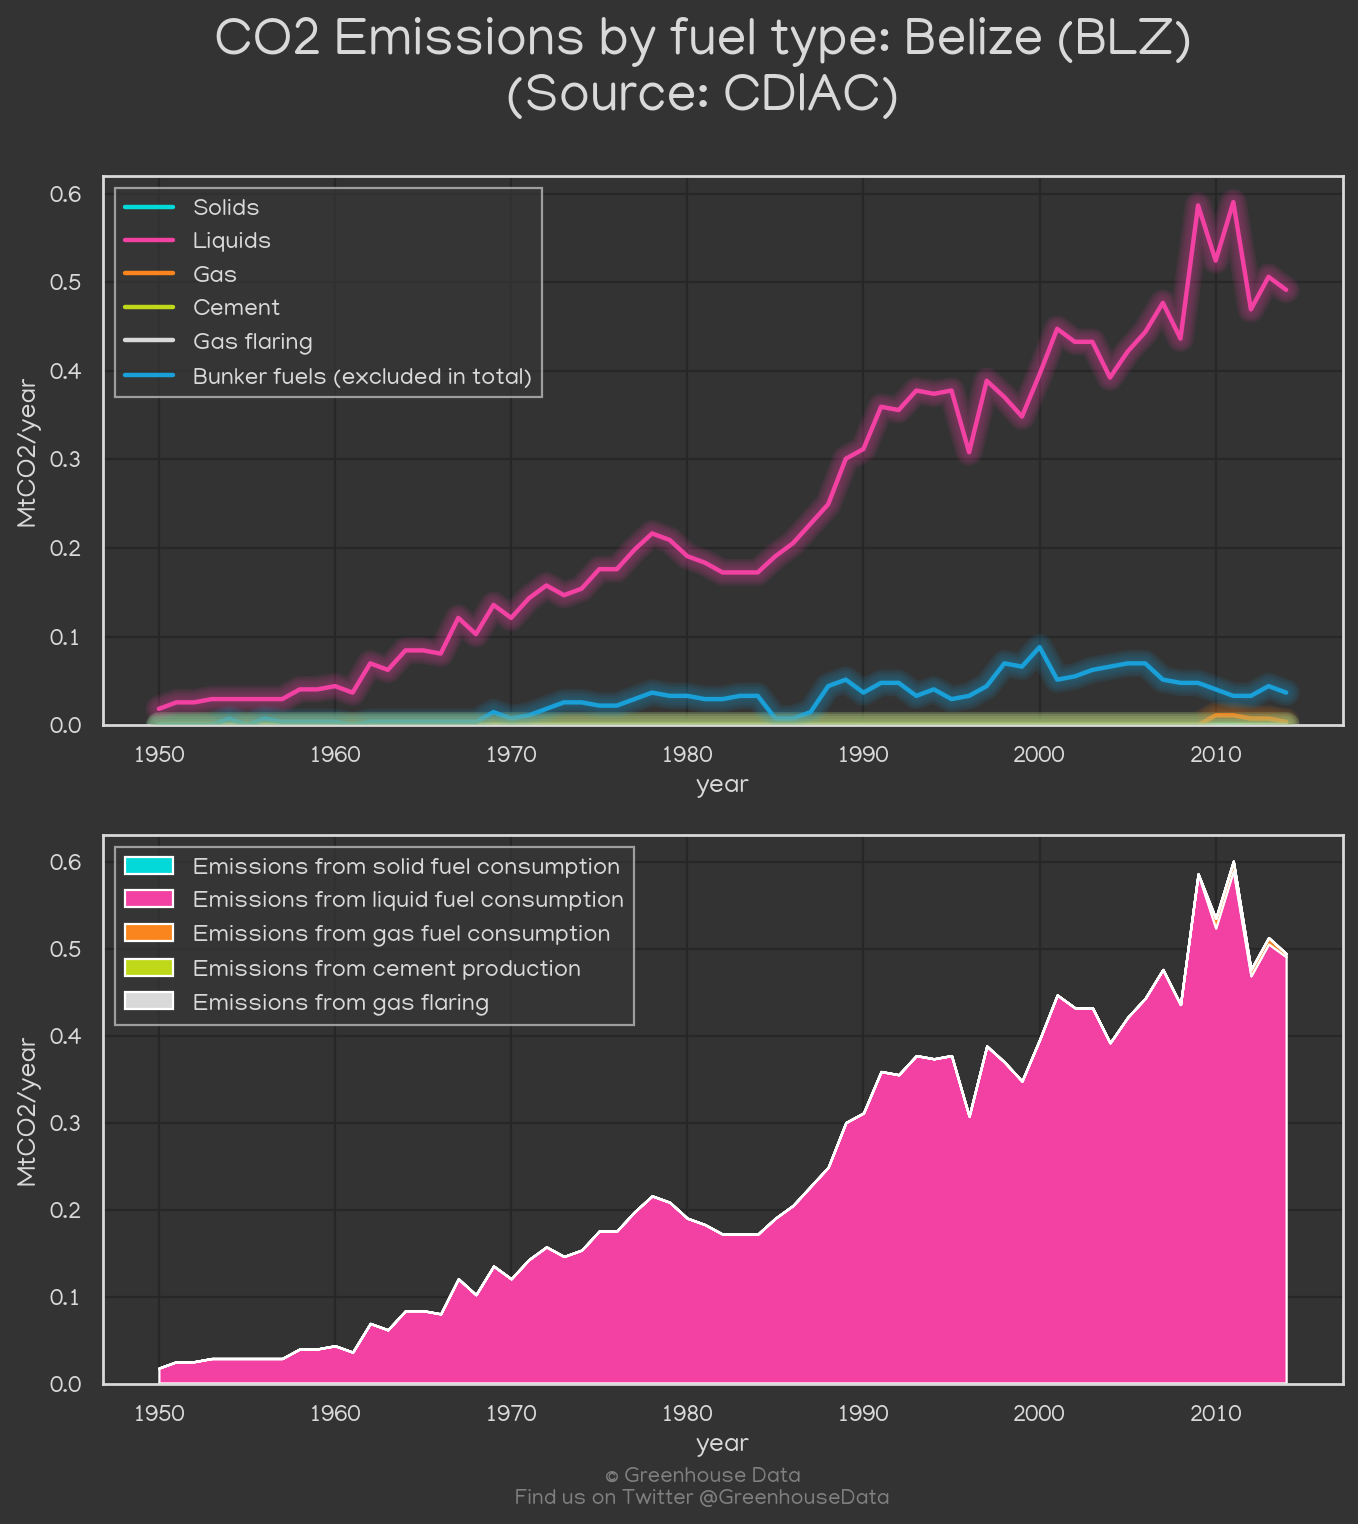 CO2 Emissions by fuel type: Belize (BLZ)
(Source: CDIAC)
0.6
0.5
0.4
0.3
0.2
0.1
0.0
MtCO2/year
Solids
Liquids
Gas
Cement
Gas flaring
Bunker fuels (excluded in total)
1950 1960 1970 1980 1990 2000 2010
year
0.6
0.5
0.4
0.3
0.2
0.1
0.0
MtCO2/year
Emissions from solid fuel consumption
Emissions from liquid fuel consumption
Emissions from gas fuel consumption
Emissions from cement production
Emissions from gas flaring
1950 1960 1970 1980 1990 2000 2010
year
© Greenhouse Data
Find us on Twitter @GreenhouseData